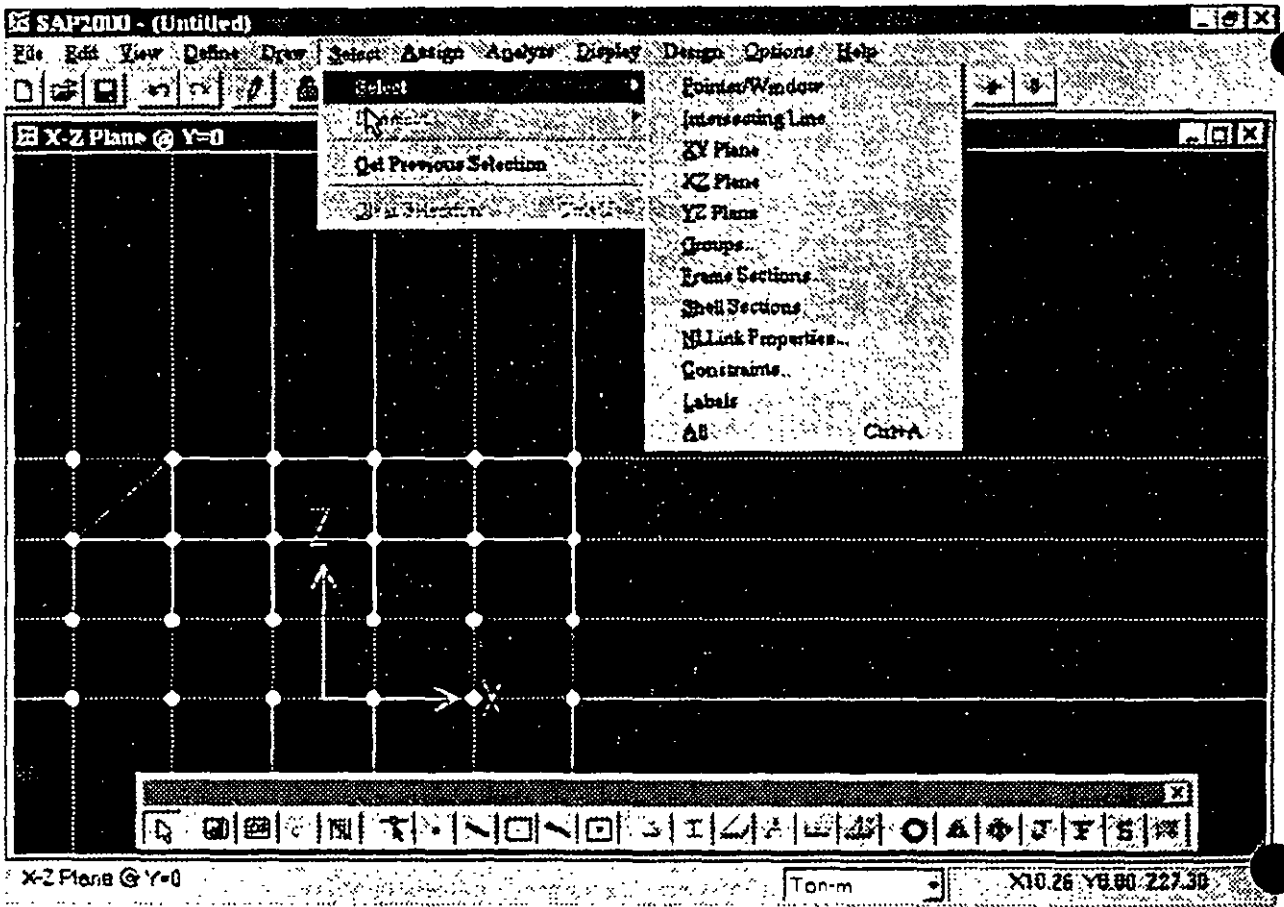 SAP2000 - (Untitled)
File Edit View Define Draw Select Assign Analyze Display Design Options Help
Select
Get Previous Selection
Pointer/Window
Intersecting Line
XY Plane
XZ Plane
YZ Plane
Groups...
Frame Sections...
Shell Sections
NLLink Properties...
Constraints...
Labels
All Ctrl+A
X-Z Plane @ Y=0
Z
X
X-Z Plane @ Y=0
Ton-m
X10.26 Y0.00 Z27.30